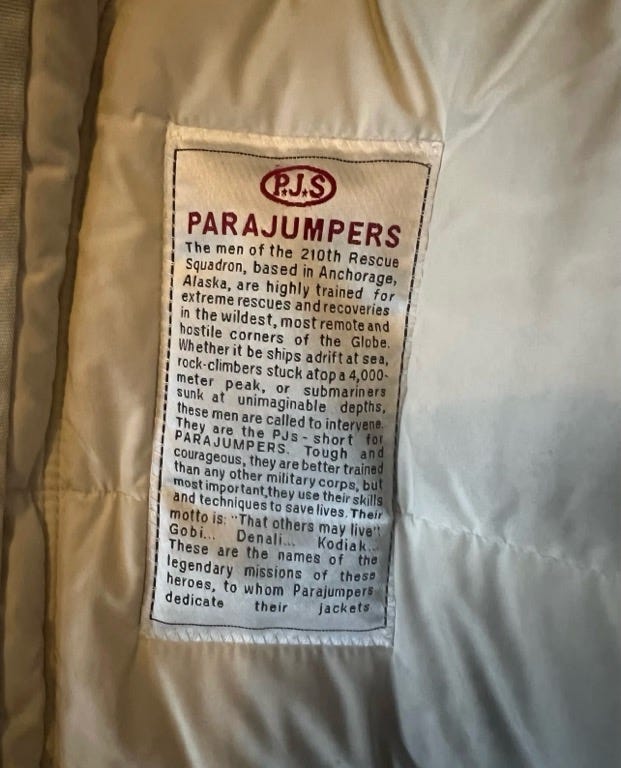 P.J.S
PARAJUMPERS
The men of the 210th Rescue
Squadron, based in Anchorage,
Alaska, are highly trained for
extreme rescues and recoveries
in the wildest, most remote and
hostile corners of the Globe.
Whether it be ships adrift at sea,
rock-climbers stuck atop a 4,000-
meter peak, or submariners
sunk at unimaginable depths,
these men are called to intervene.
They are the PJs - short for
PARAJUMPERS. Tough and
courageous, they are better trained
than any other military corps, but
most important, they use their skills
and techniques to save lives. Their
motto is: "That others may live".
Gobi... Denali... Kodiak...
These are the names of the
legendary missions of these
heroes, to whom Parajumpers
dedicate their jackets